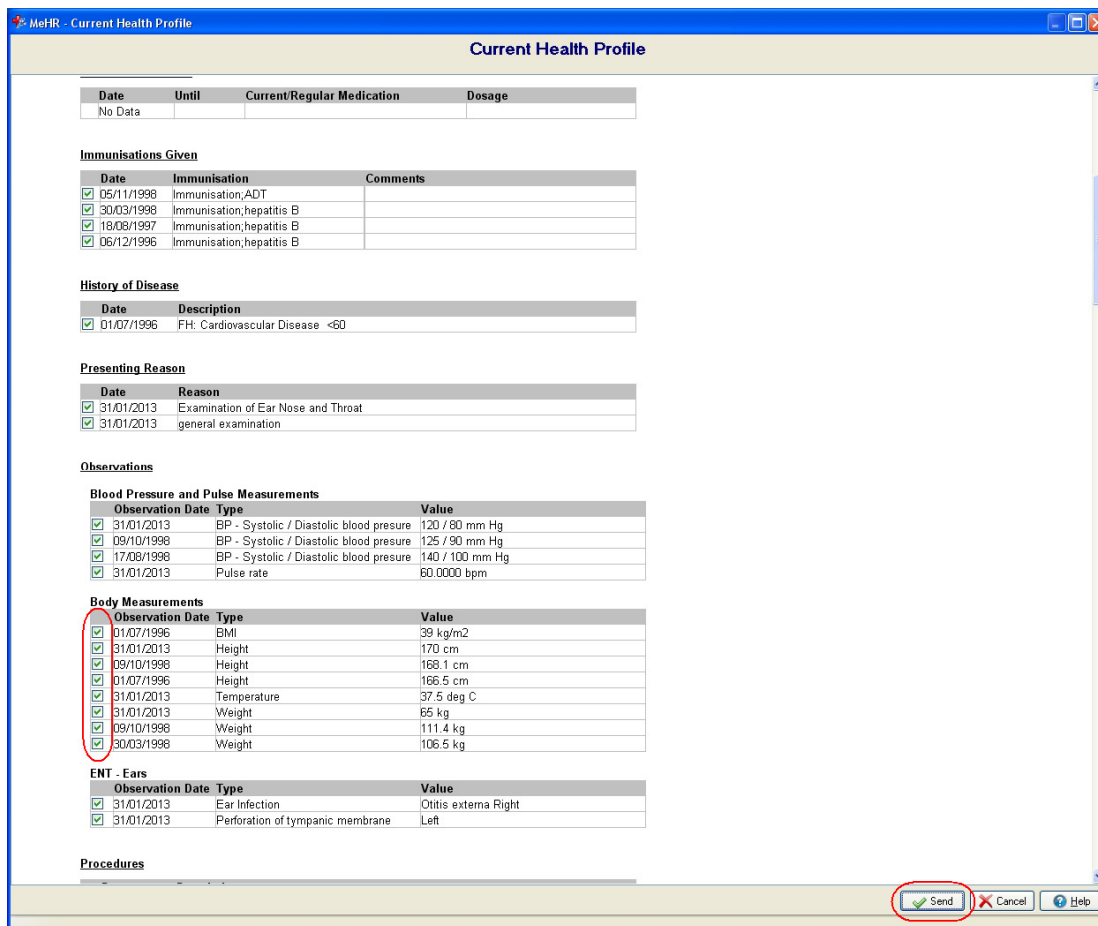 MeHR - Current Health Profile
Current Health Profile
Date Until Current/Regular Medication Dosage
No Data
Immunisations Given
Date Immunisation Comments
05/11/1998 Immunisation;ADT
30/03/1998 Immunisation;hepatitis B
18/08/1997 Immunisation;hepatitis B
06/12/1996 Immunisation;hepatitis B
History of Disease
Date Description
01/07/1996 FH: Cardiovascular Disease <60
Presenting Reason
Date Reason
31/01/2013 Examination of Ear Nose and Throat
31/01/2013 general examination
Observations
Blood Pressure and Pulse Measurements
Observation Date Type Value
31/01/2013 BP - Systolic / Diastolic blood presure 120 / 80 mm Hg
09/10/1998 BP - Systolic / Diastolic blood presure 125 / 90 mm Hg
17/08/1998 BP - Systolic / Diastolic blood presure 140 / 100 mm Hg
31/01/2013 Pulse rate 60.0000 bpm
Body Measurements
Observation Date Type Value
01/07/1996 BMI 39 kg/m2
31/01/2013 Height 170 cm
09/10/1998 Height 168.1 cm
01/07/1996 Height 166.5 cm
31/01/2013 Temperature 37.5 deg C
31/01/2013 Weight 65 kg
09/10/1998 Weight 111.4 kg
30/03/1998 Weight 106.5 kg
ENT - Ears
Observation Date Type Value
31/01/2013 Ear Infection Otitis externa Right
31/01/2013 Perforation of tympanic membrane Left
Procedures
Send Cancel Help